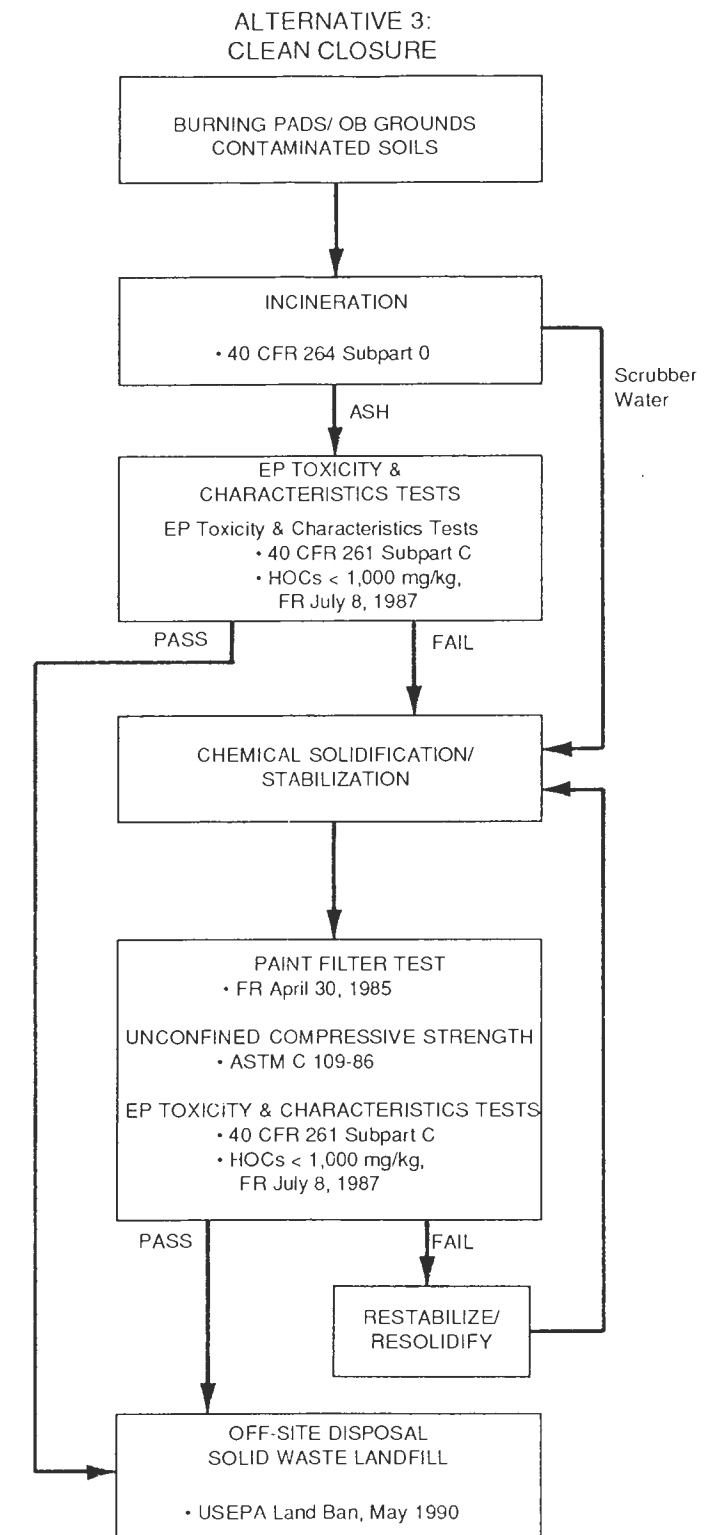 ALTERNATIVE 3:
CLEAN CLOSURE
BURNING PADS/ OB GROUNDS
CONTAMINATED SOILS
INCINERATION
• 40 CFR 264 Subpart 0
Scrubber
Water
ASH
EP TOXICITY &
CHARACTERISTICS TESTS
EP Toxicity & Characteristics Tests
• 40 CFR 261 Subpart C
• HOCs < 1,000 mg/kg,
FR July 8, 1987
PASS
FAIL
CHEMICAL SOLIDIFICATION/
STABILIZATION
PAINT FILTER TEST
• FR April 30, 1985
UNCONFINED COMPRESSIVE STRENGTH
• ASTM C 109-86
EP TOXICITY & CHARACTERISTICS TESTS
• 40 CFR 261 Subpart C
• HOCs < 1,000 mg/kg,
FR July 8, 1987
PASS
FAIL
RESTABILIZE/
RESOLIDIFY
OFF-SITE DISPOSAL
SOLID WASTE LANDFILL
• USEPA Land Ban, May 1990